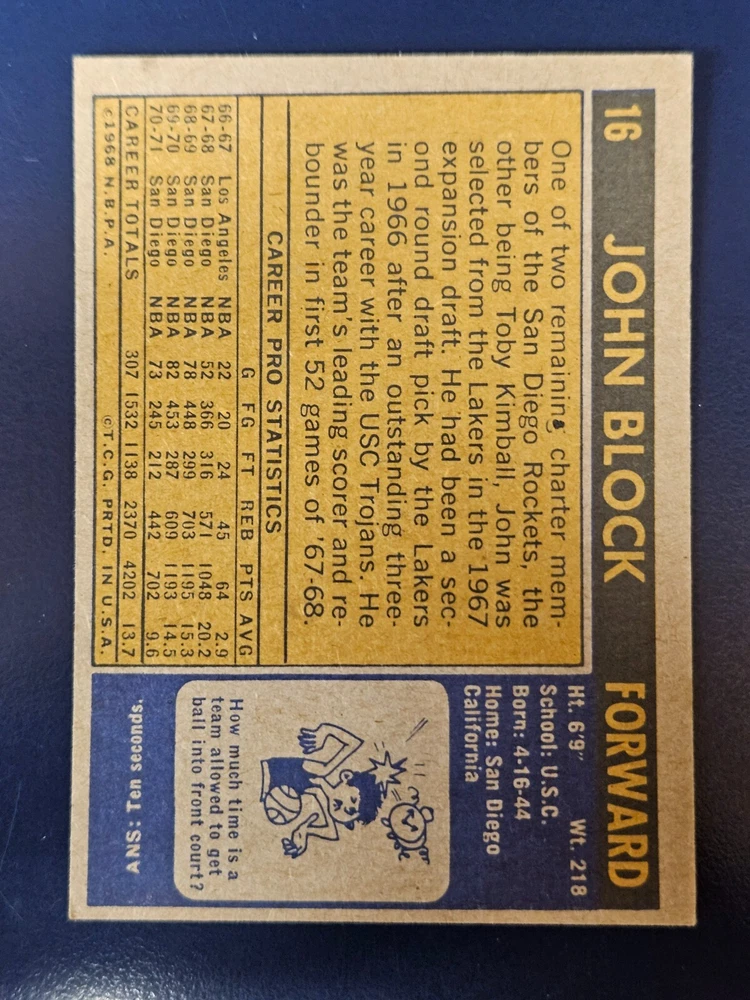 16 JOHN BLOCK FORWARD
One of two remaining charter mem-
bers of the San Diego Rockets, the
other being Toby Kimball, John was
selected from the Lakers in the 1967
expansion draft. He had been a sec-
ond round draft pick by the Lakers
in 1966 after an outstanding three-
year career with the USC Trojans. He
was the team's leading scorer and re-
bounder in first 52 games of '67-68.
CAREER PRO STATISTICS
G FG FT REB PTS AVG
66-67 Los Angeles NBA 22 20 24 45 64 2.9
67-68 San Diego NBA 52 366 316 571 1048 20.2
68-69 San Diego NBA 78 448 299 703 1195 15.3
69-70 San Diego NBA 82 453 287 609 1193 14.5
70-71 San Diego NBA 73 245 212 442 702 9.6
CAREER TOTALS 307 1532 1138 2370 4202 13.7
©1968 N.B.P.A. ©T.C.G. PRTD. IN U.S.A.
Ht. 6'9" Wt. 218
School: U.S.C.
Born: 4-16-44
Home: San Diego
California
How much time is a
team allowed to get
ball into front court?
ANS: Ten seconds.